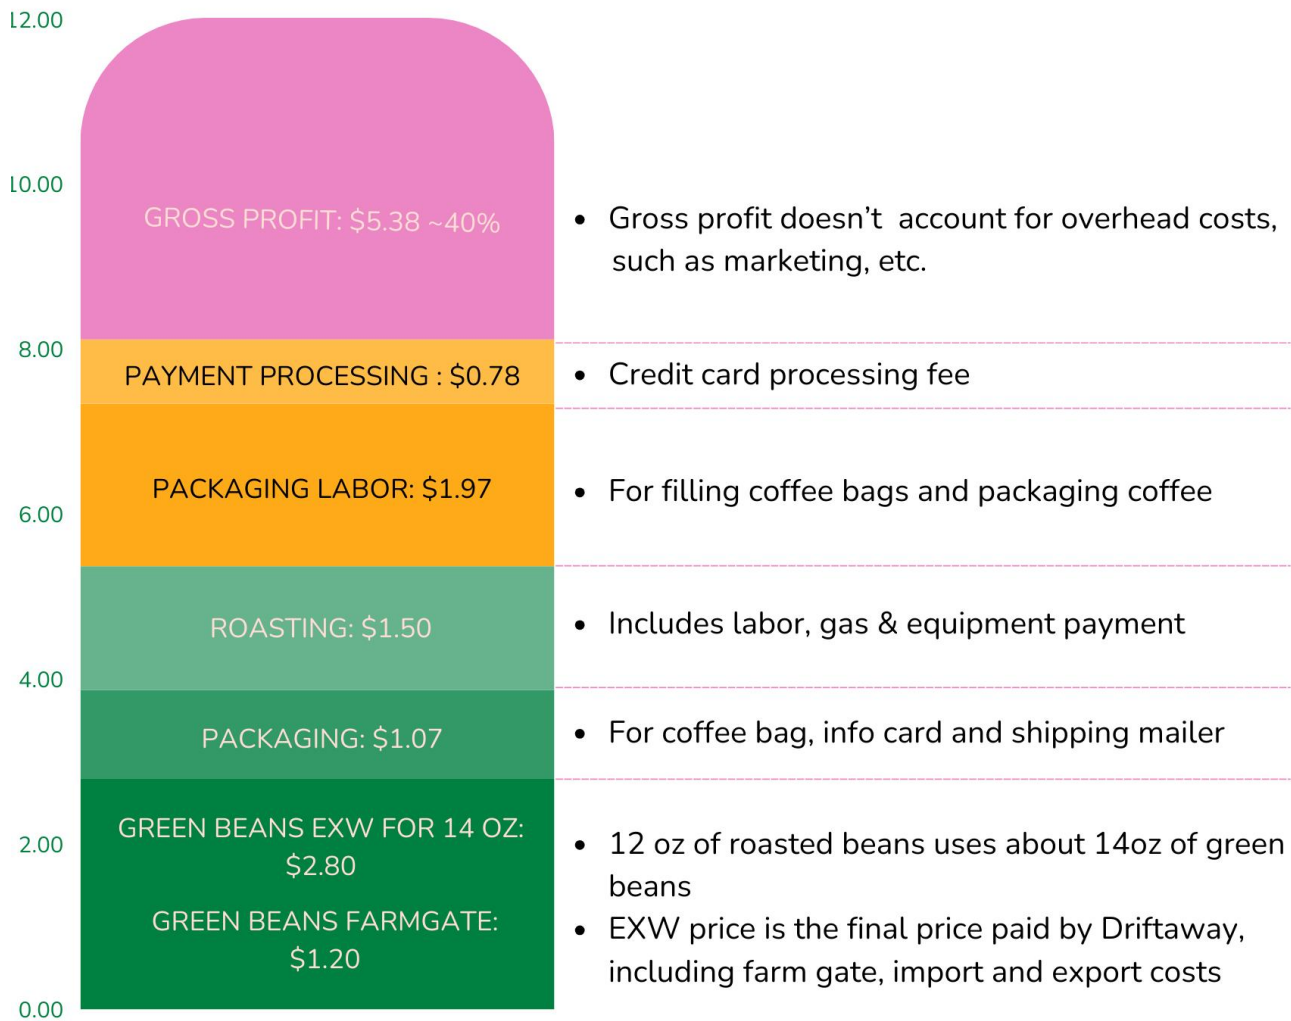 12.00
10.00
GROSS PROFIT: $5.38 ~40%
• Gross profit doesn’t account for overhead costs,
such as marketing, etc.
8.00
PAYMENT PROCESSING : $0.78
• Credit card processing fee
PACKAGING LABOR: $1.97
• For filling coffee bags and packaging coffee
6.00
ROASTING: $1.50
• Includes labor, gas & equipment payment
4.00
PACKAGING: $1.07
• For coffee bag, info card and shipping mailer
GREEN BEANS EXW FOR 14 OZ:
$2.80
2.00
• 12 oz of roasted beans uses about 14oz of green
beans
GREEN BEANS FARMGATE:
$1.20
• EXW price is the final price paid by Driftaway,
including farm gate, import and export costs
0.00